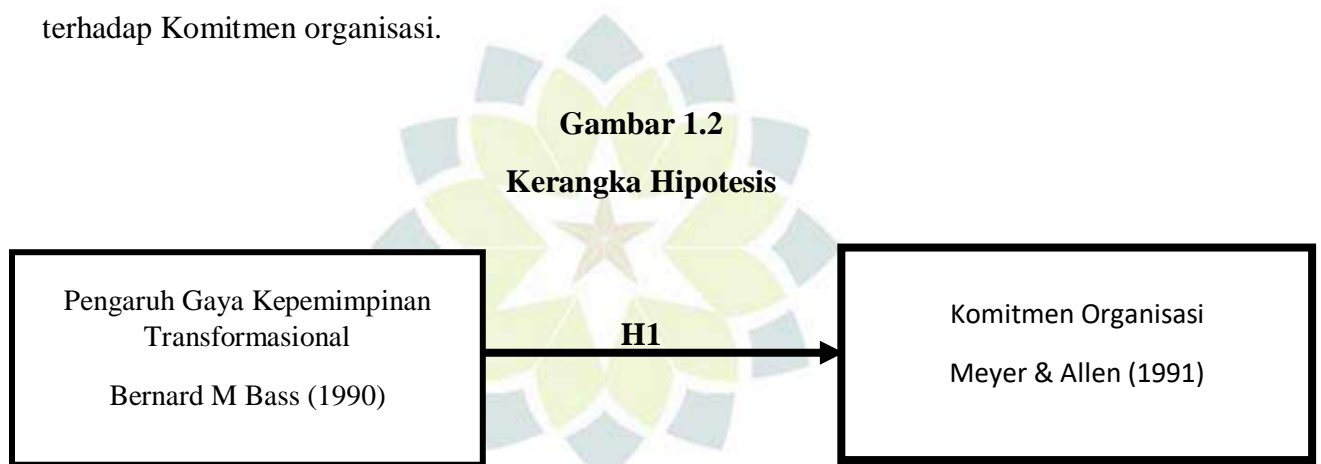 terhadap Komitmen organisasi.
Gambar 1.2
Kerangka Hipotesis
Pengaruh Gaya Kepemimpinan
Transformasional
Bernard M Bass (1990)
H1
Komitmen Organisasi
Meyer & Allen (1991)